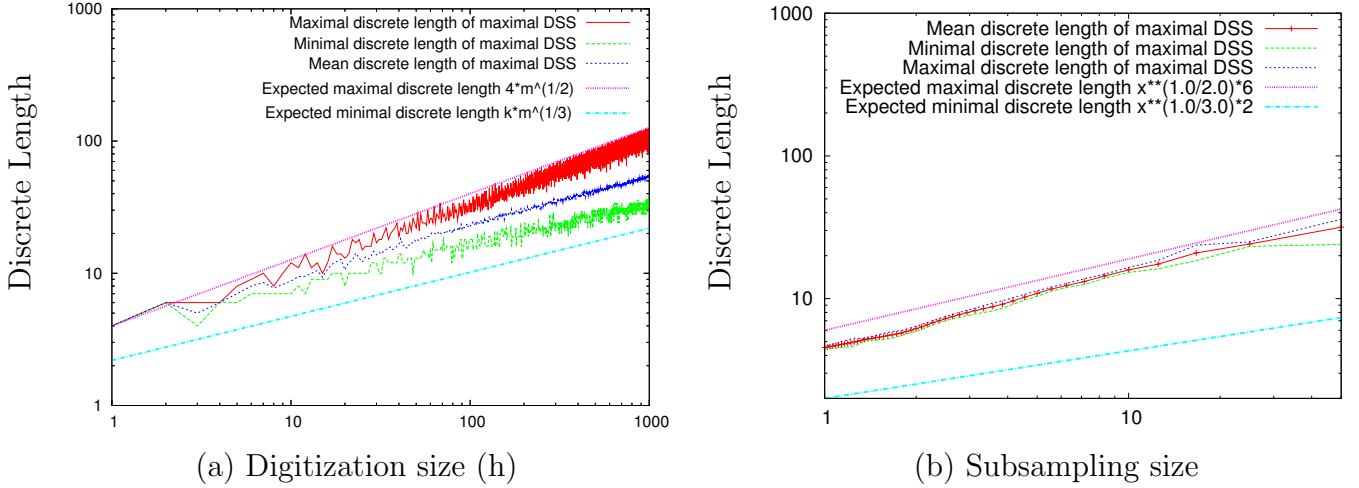 1000
100
10
1
Discrete Length
Maximal discrete length of maximal DSS
Minimal discrete length of maximal DSS
Mean discrete length of maximal DSS
Expected maximal discrete length 4*m^(1/2)
Expected minimal discrete length k*m^(1/3)
1 10 100 1000
(a) Digitization size (h)
1000
100
10
Discrete Length
Mean discrete length of maximal DSS
Minimal discrete length of maximal DSS
Maximal discrete length of maximal DSS
Expected maximal discrete length x**(1.0/2.0)*6
Expected minimal discrete length x**(1.0/3.0)*2
1 10
(b) Subsampling size